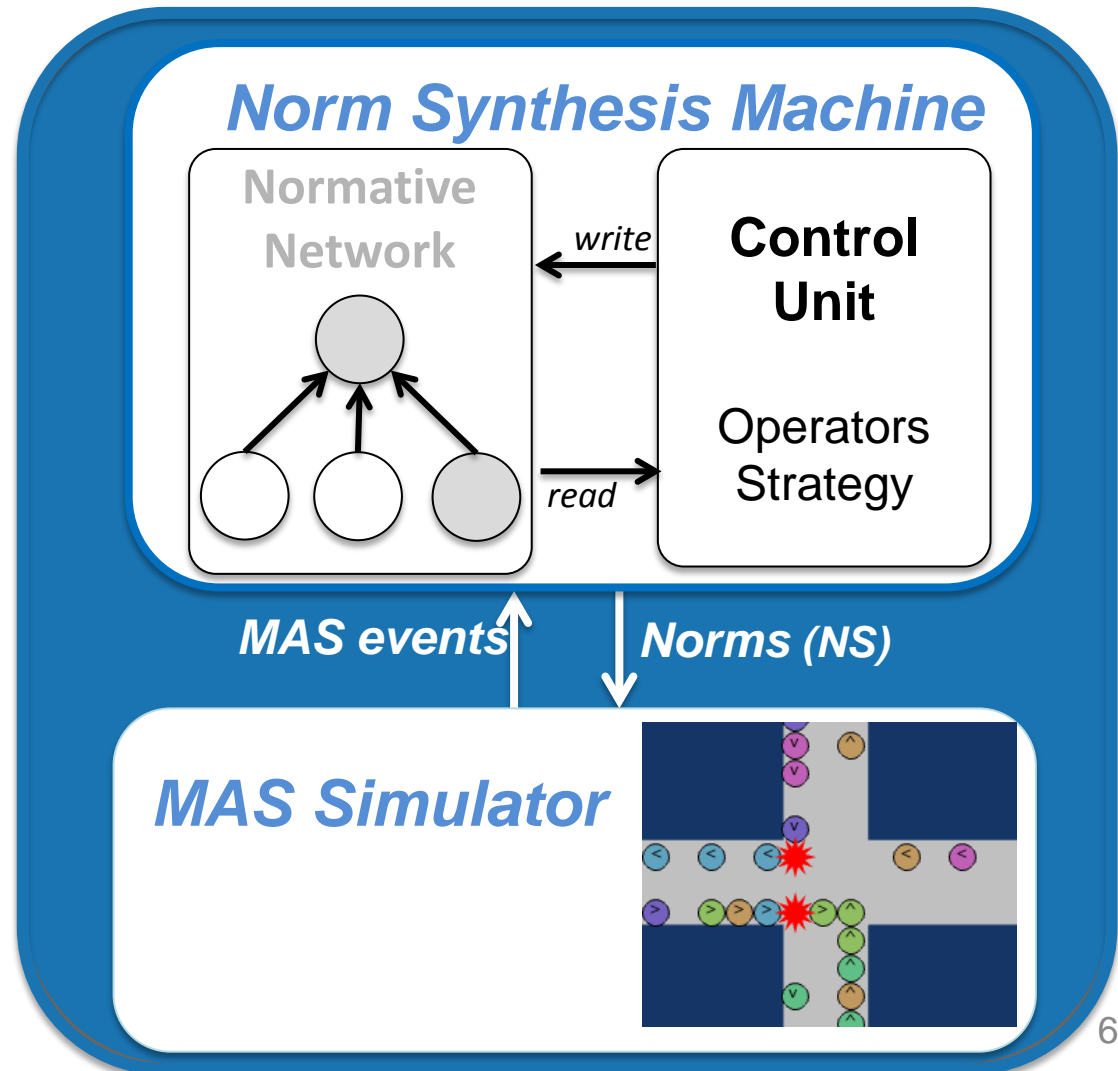 Norm Synthesis Machine
Normative
Network
write
read
Control
Unit
Operators
Strategy
MAS events
Norms (NS)
MAS Simulator
v ^
v
v
< < < < <
> > > > > ^
^
^
v ^
^
6